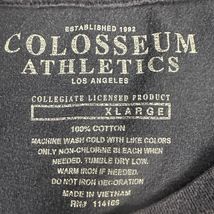 ESTABLISHED 1992
COLOSSEUM
ATHLETICS
LOS ANGELES
COLLEGIATE LICENSED PRODUCT
XLARGE
100% COTTON
MACHINE WASH COLD WITH LIKE COLORS
ONLY NON-CHLORINE BLEACH WHEN
NEEDED. TUMBLE DRY LOW.
WARM IRON IF NEEDED.
DO NOT IRON DECORATION
MADE IN VIETNAM
RN#